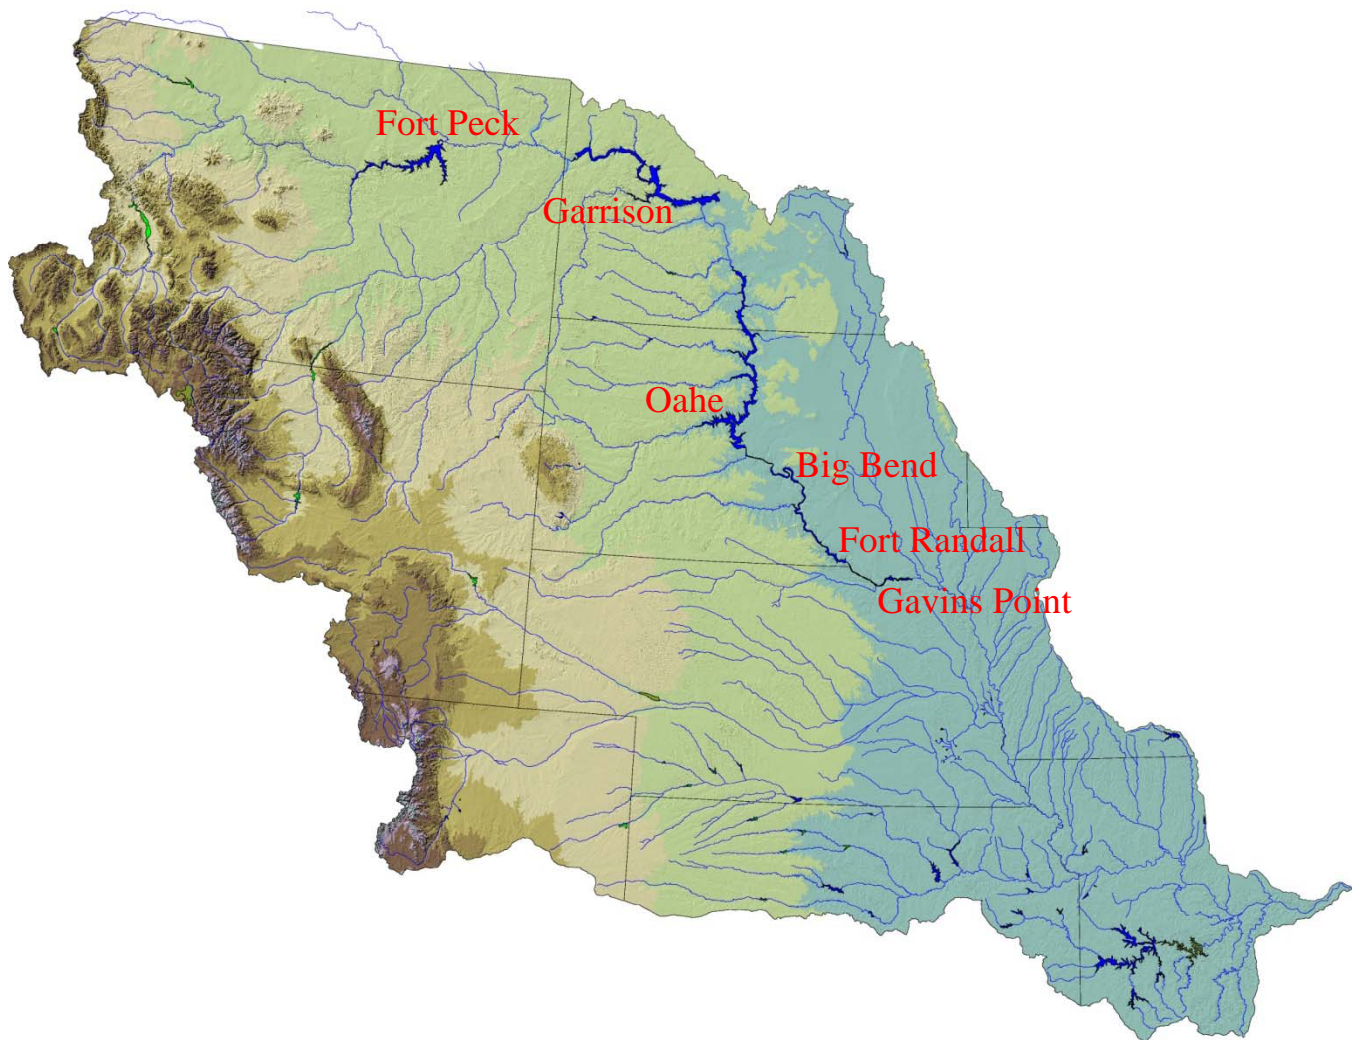 Fort Peck
Garrison
Oahe
Big Bend
Fort Randall
Gavins Point